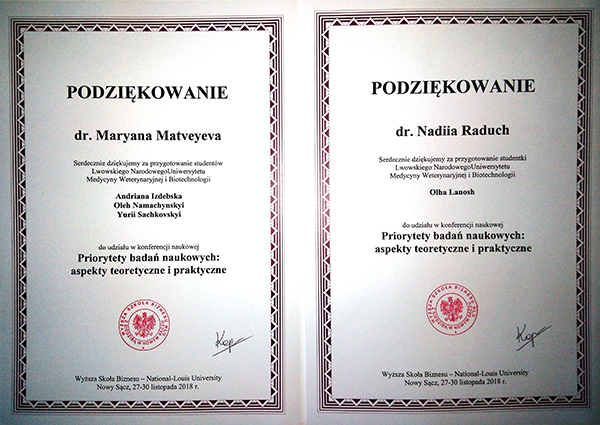 PODZIĘKOWANIE
dr. Maryana Matveyeva
Serdecznie dziękujemy za przygotowanie studentów
Lwowskiego NarodowegoUniwersytetu
Medycyny Weterynaryjnej i Biotechnologii
Andriana Izdebska
Oleh Namachynskyi
Yurii Sachkovskyi
do udziału w konferencji naukowej
Priorytety badań naukowych:
aspekty teoretyczne i praktyczne
Wyższa Skoła Biznesu – National-Louis University
Nowy Sącz, 27-30 listopada 2018 r.
PODZIĘKOWANIE
dr. Nadiia Raduch
Serdecznie dziękujemy za przygotowanie studentki
Lwowskiego NarodowegoUniwersytetu
Medycyny Weterynaryjnej i Biotechnologii
Olha Lanosh
do udziału w konferencji naukowej
Priorytety badań naukowych:
aspekty teoretyczne i praktyczne
Wyższa Skoła Biznesu – National-Louis University
Nowy Sącz, 27-30 listopada 2018 r.